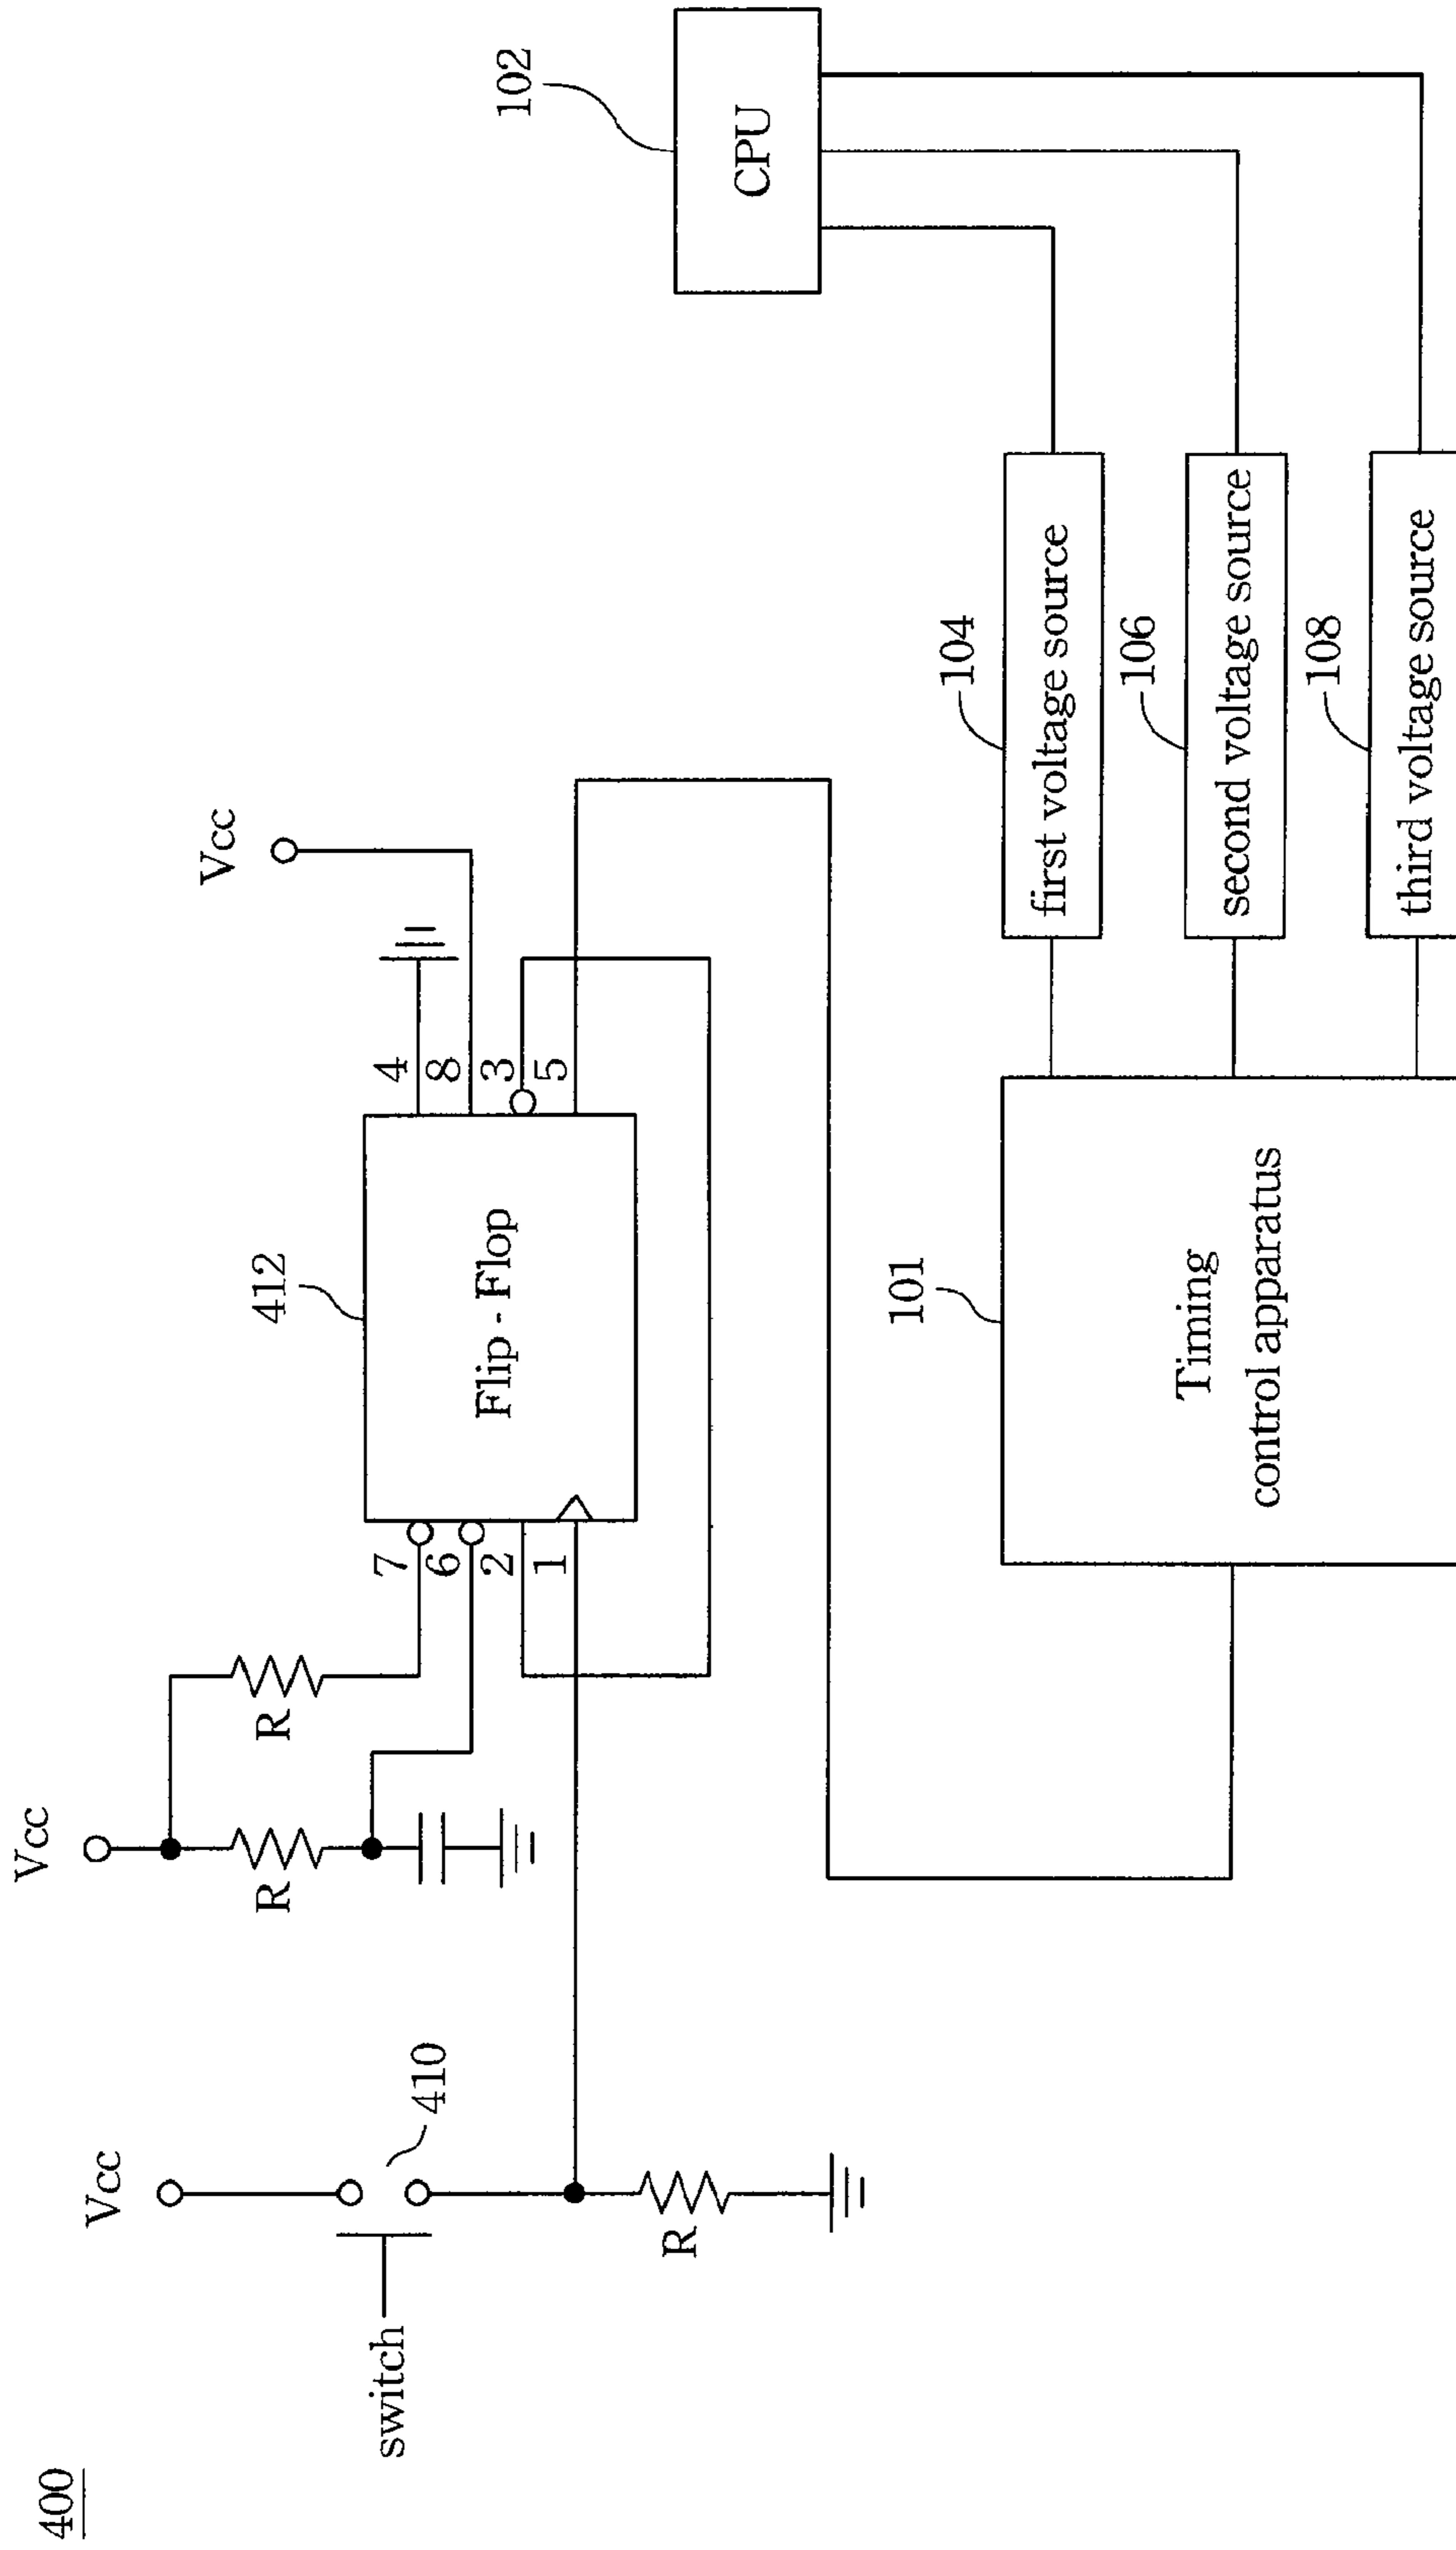 400
switch
410
Vcc
R
Vcc
R
R
7
6
2
1
412
Flip - Flop
4
8
3
5
Vcc
101
Timing
control apparatus
104
first voltage source
106
second voltage source
108
third voltage source
102
CPU